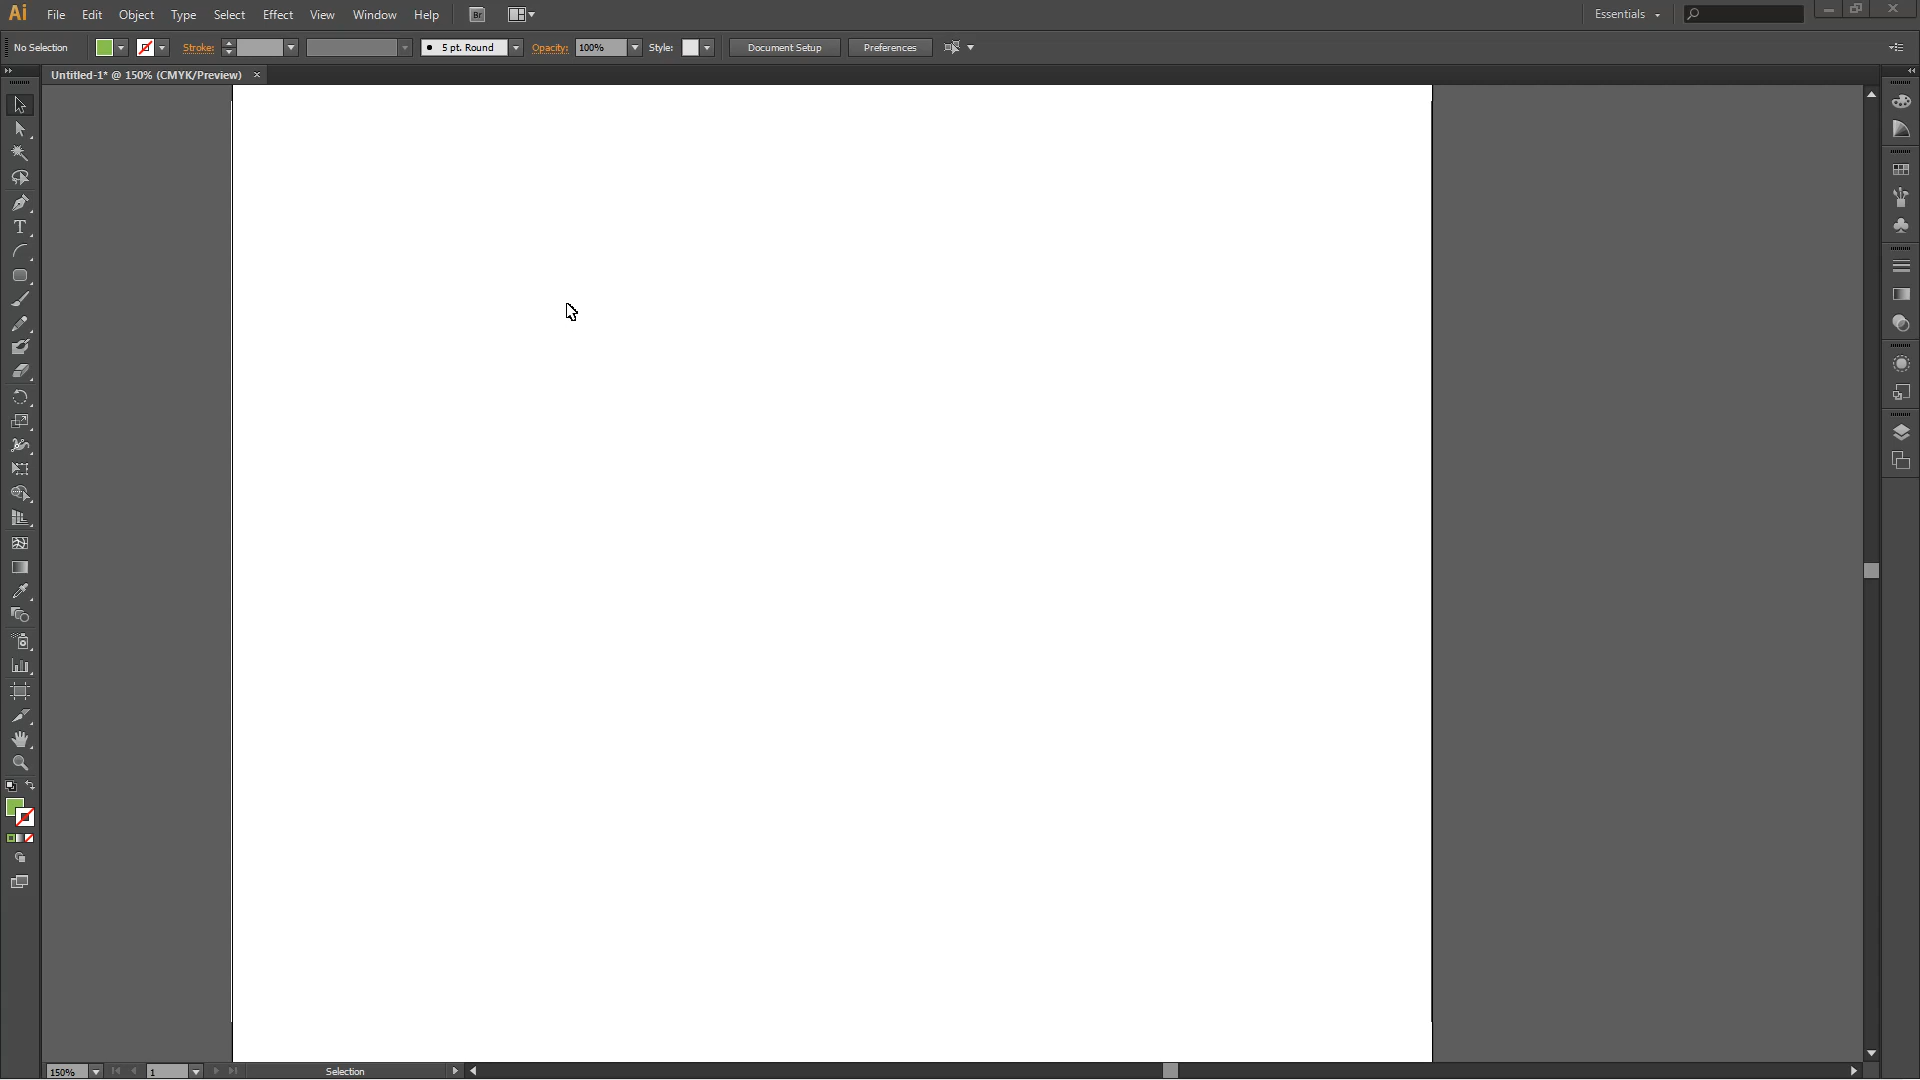 Ai File Edit Object Type Select Effect View Window Help Br Essentials
No Selection Stroke: 5 pt. Round Opacity: 100% Style: Document Setup Preferences
Untitled-1* @ 150% (CMYK/Preview) ×
T
150% 1 Selection